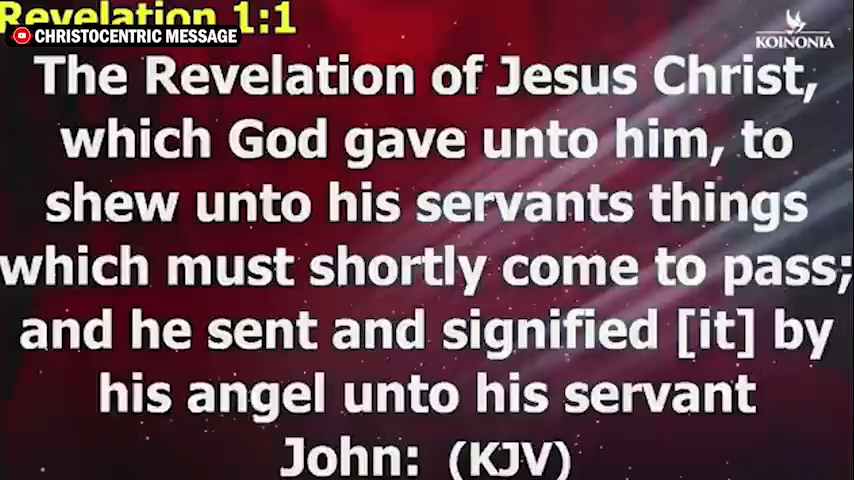 Revelation 1:1
CHRISTOCENTRIC MESSAGE
KOINONIA
The Revelation of Jesus Christ,
which God gave unto him, to
shew unto his servants things
which must shortly come to pass;
and he sent and signified [it] by
his angel unto his servant
John: (KJV)